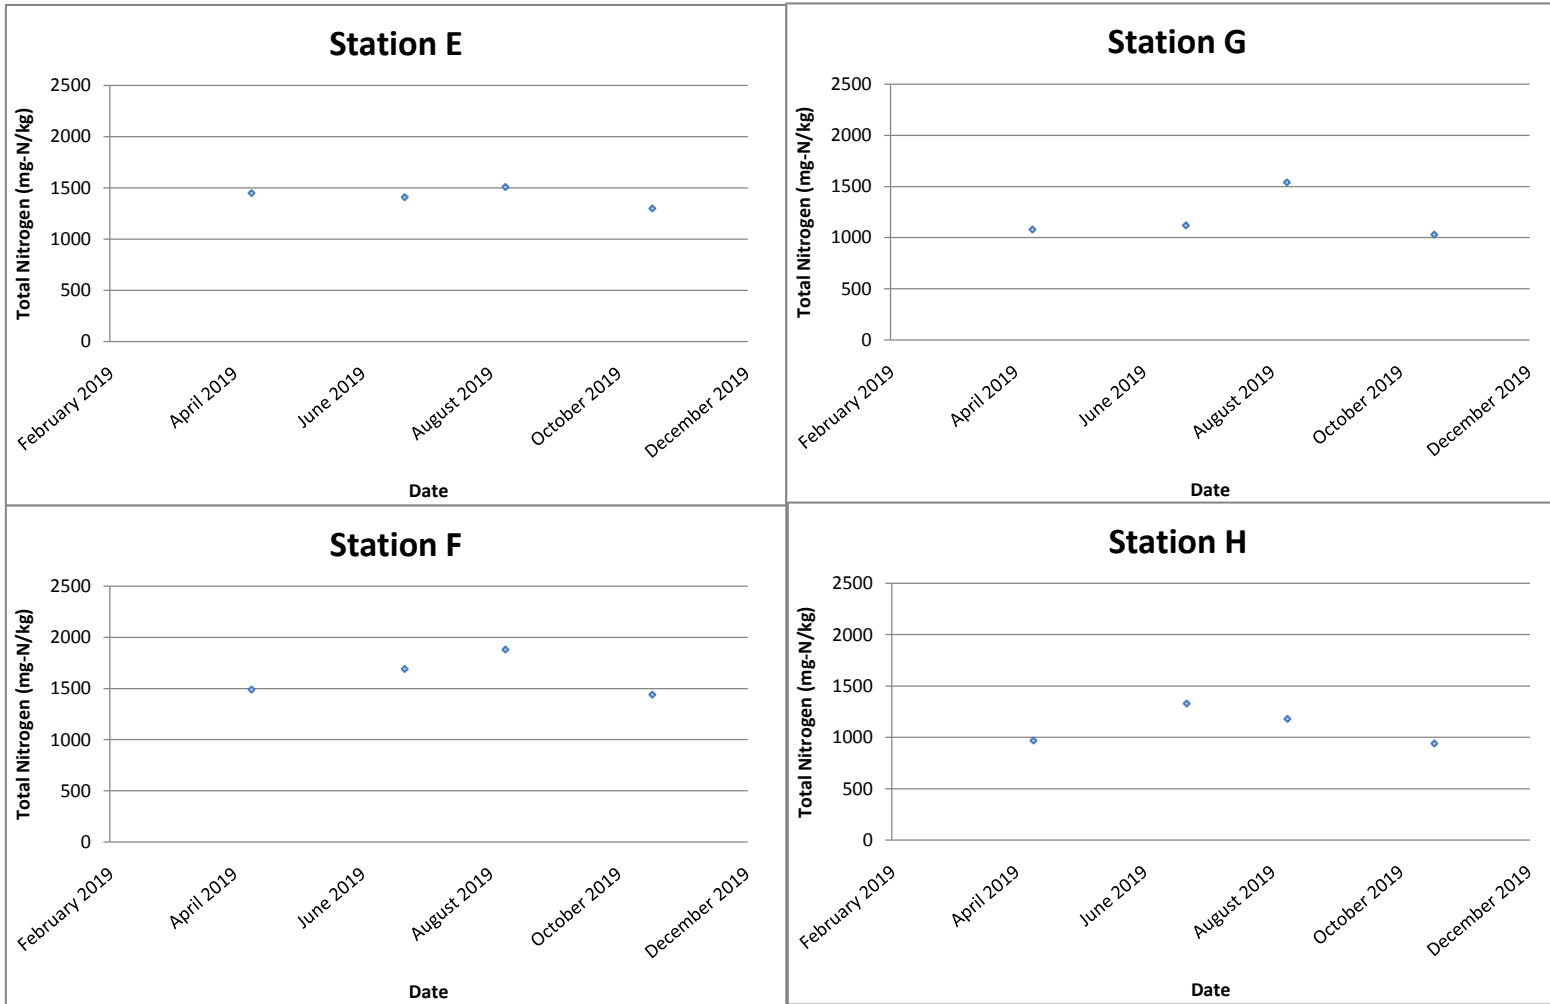 Station E
Total Nitrogen (mg-N/kg)
2500
2000
1500
1000
500
0
February 2019
April 2019
June 2019
August 2019
October 2019
December 2019
Date
Station G
Total Nitrogen (mg-N/kg)
2500
2000
1500
1000
500
0
February 2019
April 2019
June 2019
August 2019
October 2019
December 2019
Date
Station F
Total Nitrogen (mg-N/kg)
2500
2000
1500
1000
500
0
February 2019
April 2019
June 2019
August 2019
October 2019
December 2019
Date
Station H
Total Nitrogen (mg-N/kg)
2500
2000
1500
1000
500
0
February 2019
April 2019
June 2019
August 2019
October 2019
December 2019
Date